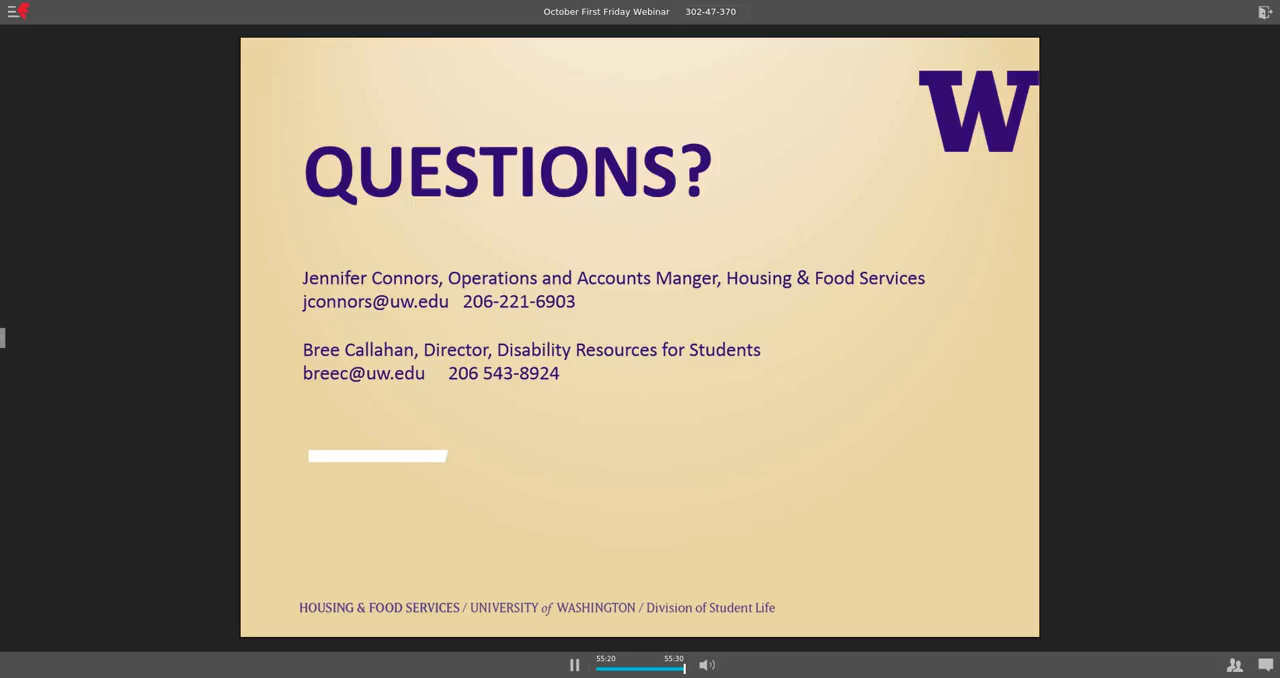 October First Friday Webinar 302-47-370
W
QUESTIONS?
Jennifer Connors, Operations and Accounts Manger, Housing & Food Services
jconnors@uw.edu 206-221-6903
Bree Callahan, Director, Disability Resources for Students
breec@uw.edu 206 543-8924
HOUSING & FOOD SERVICES / UNIVERSITY of WASHINGTON / Division of Student Life
55:20 55:30